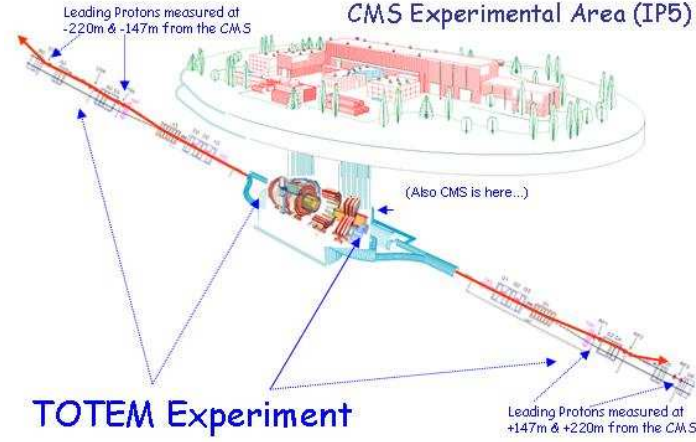 CMS Experimental Area (IP5)
Leading Protons measured at
-220m & -147m from the CMS
(Also CMS is here...)
TOTEM Experiment
Leading Protons measured at
+147m & +220m from the CMS